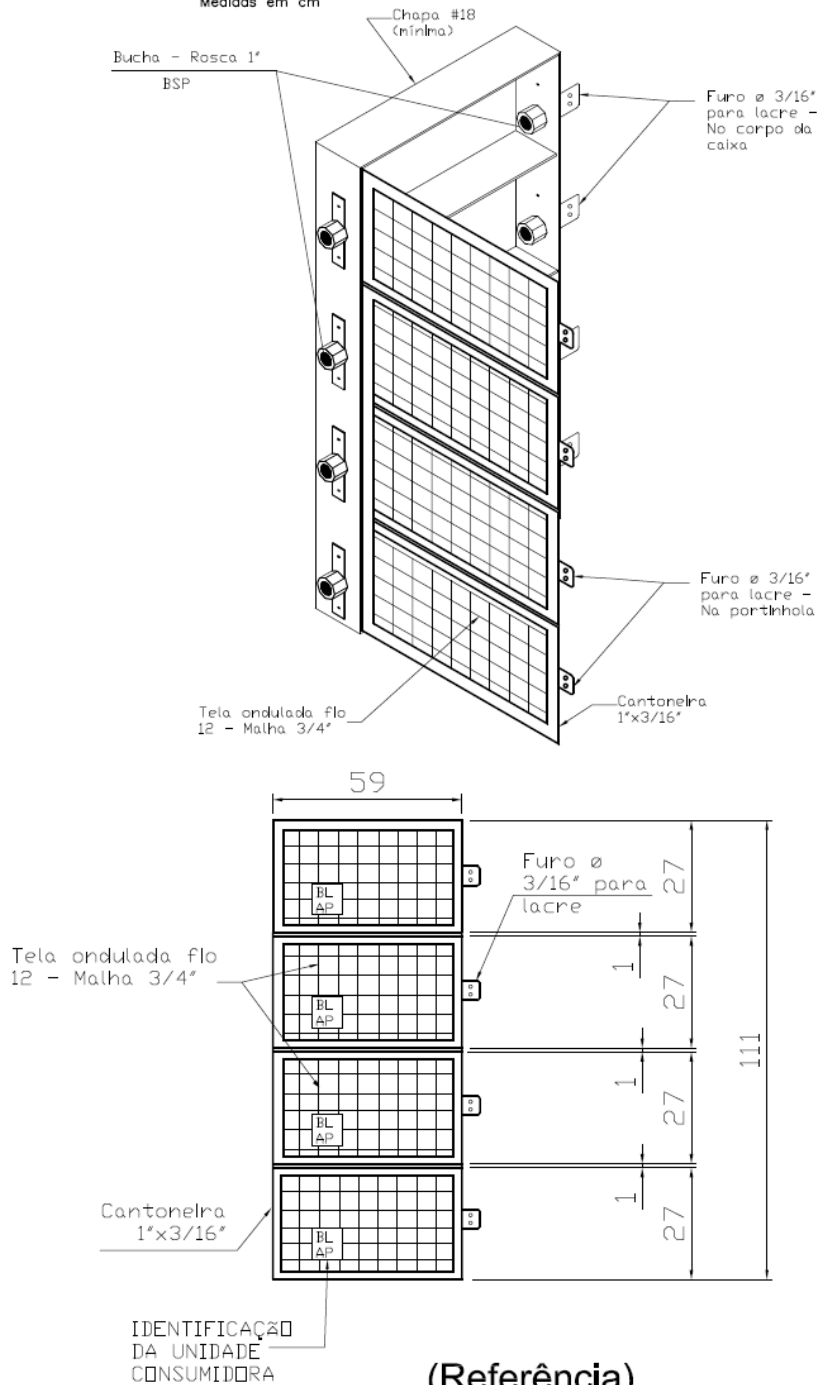 Medidas em cm
Chapa #18
(mínima)
Bucha - Rosca 1"
BSP
Furo ø 3/16"
para lacre -
No corpo da
caixa
Furo ø 3/16"
para lacre -
Na portinhola
Tela ondulada fio
12 - Malha 3/4"
Cantoneira
1"x3/16"
59
Furo ø
3/16" para
lacre
Tela ondulada fio
12 - Malha 3/4"
BL
AP
BL
AP
BL
AP
BL
AP
27
1
27
1
27
1
27
111
Cantoneira
1"x3/16"
IDENTIFICAÇÃO
DA UNIDADE
CONSUMIDORA
(Referência)